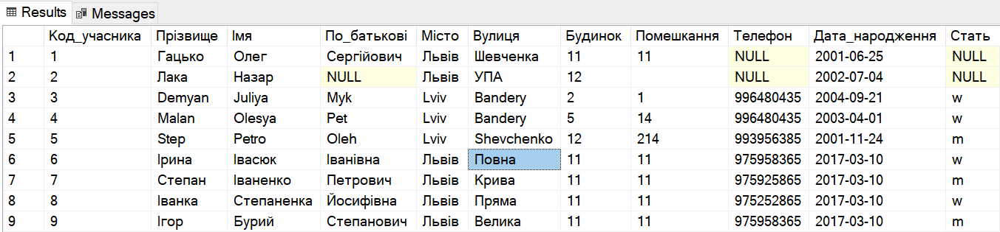 Results Messages
Код_учасника Прізвище Імя По_батькові Місто Вулиця Будинок Помешкання Телефон Дата_народження Стать
1 1 Гацько Олег Сергійович Львів Шевченка 11 11 NULL 2001-06-25 NULL
2 2 Лака Назар NULL Львів УПА 12 NULL 2002-07-04 NULL
3 3 Demyan Juliya Myk Lviv Bandery 2 1 996480435 2004-09-21 w
4 4 Malan Olesya Pet Lviv Bandery 5 14 996480435 2003-04-01 w
5 5 Step Petro Oleh Lviv Shevchenko 12 214 993956385 2001-11-24 m
6 6 Ірина Івасюк Іванівна Львів Повна 11 11 975958365 2017-03-10 w
7 7 Степан Іваненко Петрович Львів Крива 11 11 975925865 2017-03-10 m
8 8 Іванка Степаненка Йосифівна Львів Пряма 11 11 975252865 2017-03-10 w
9 9 Ігор Бурий Степанович Львів Велика 11 11 975958365 2017-03-10 m